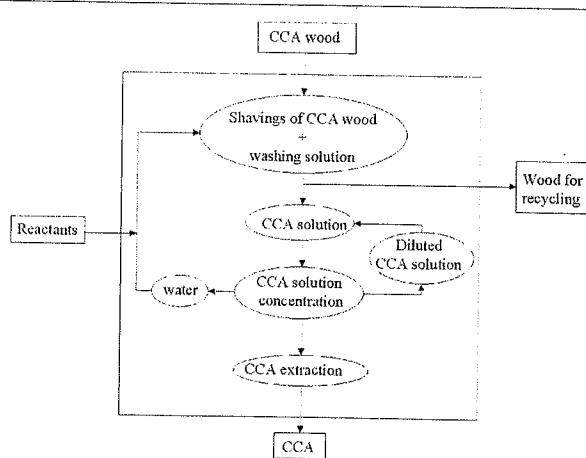 CCA wood
Shavings of CCA wood
+
washing solution
Wood for
recycling
Reactants
CCA solution
Diluted
CCA solution
water
CCA solution
concentration
CCA extraction
CCA